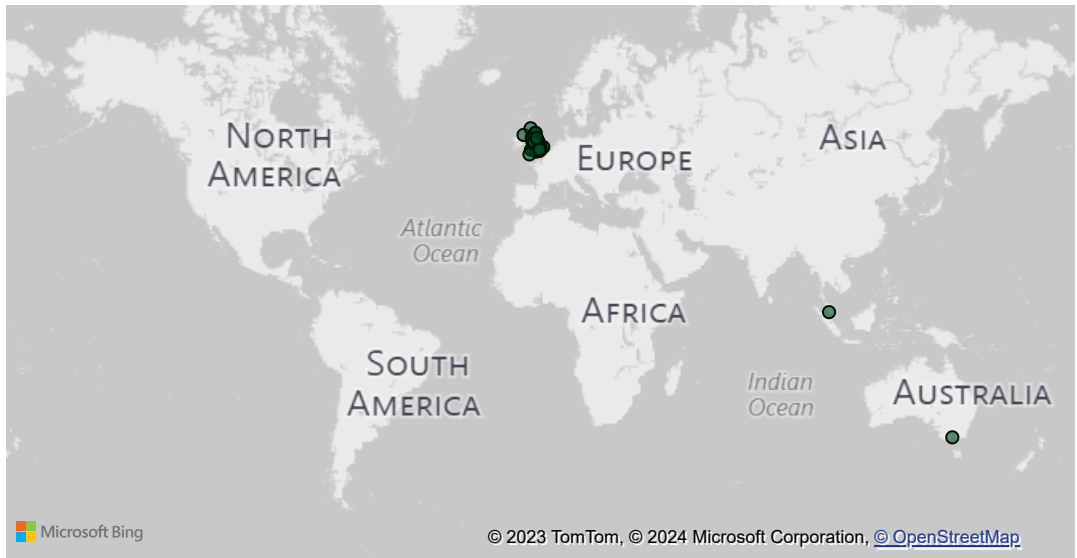 NORTH
AMERICA
EUROPE
ASIA
Atlantic
Ocean
AFRICA
SOUTH
AMERICA
Indian
Ocean
AUSTRALIA
Microsoft Bing
© 2023 TomTom, © 2024 Microsoft Corporation, © OpenStreetMap